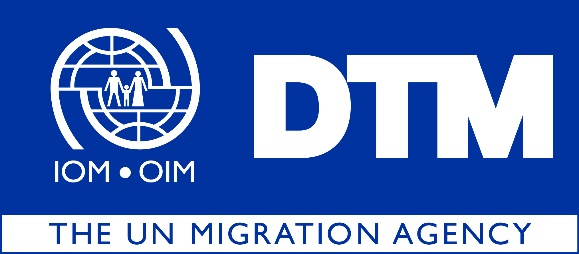 DTM
IOM • OIM
THE UN MIGRATION AGENCY